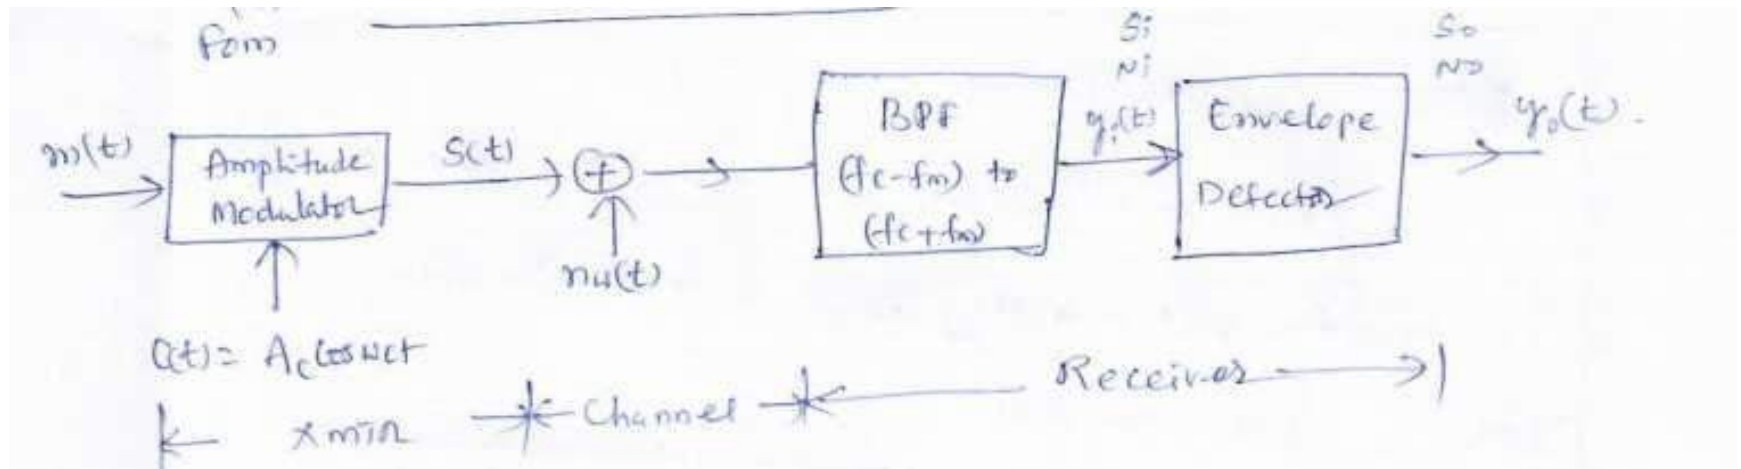 fom
Si
Ni
So
No
m(t)
Amplitude
Modulator
S(t)
+
BPF
(fc-fm) to
(fc+fm)
yi(t)
Envelope
Detector
yo(t).
nw(t)
C(t)= Ac Cos wct
xmtr
Channel
Receiver